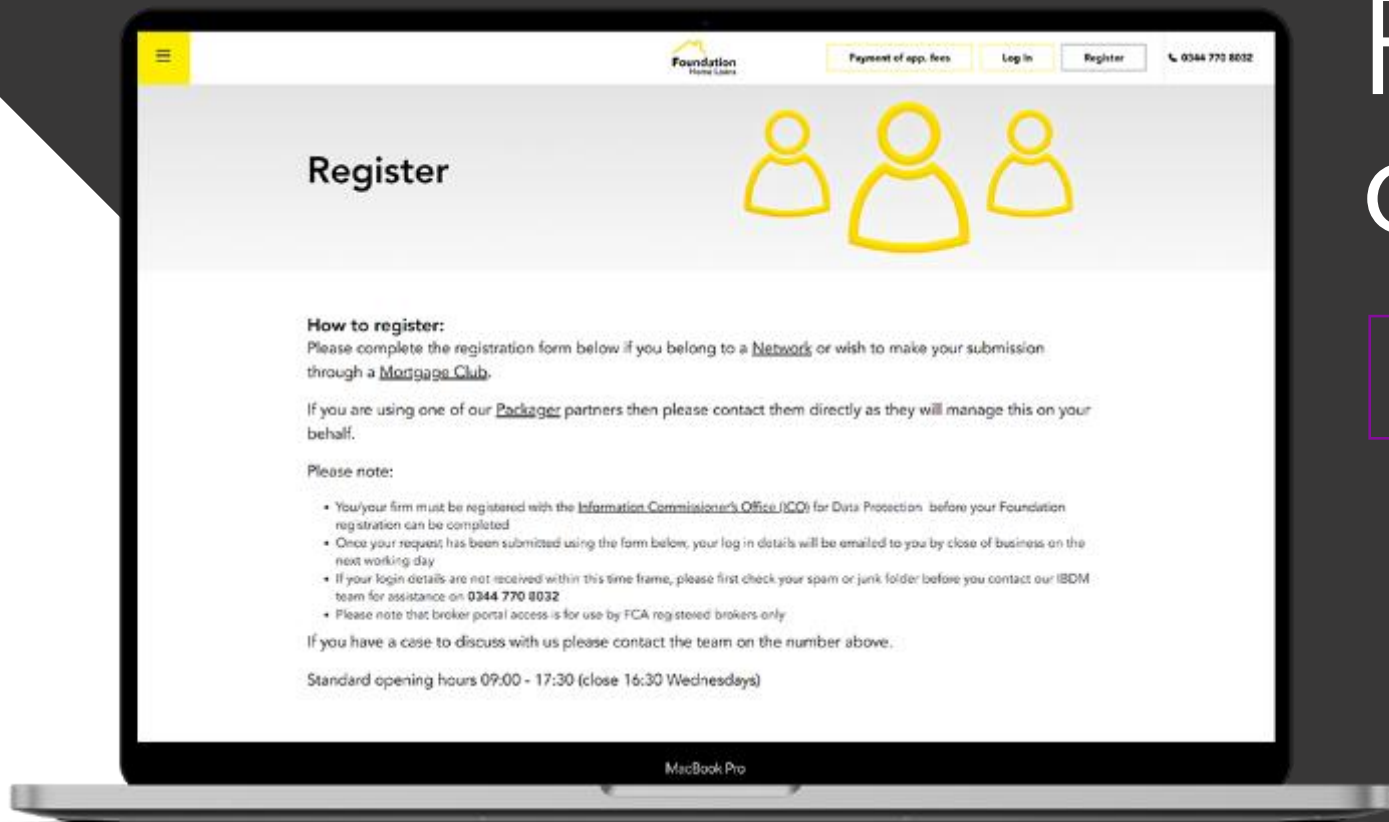 Foundation
Home Loans
Payment of app. fees
Log In
Register
0344 770 8032
Register
How to register:
Please complete the registration form below if you belong to a Network or wish to make your submission
through a Mortgage Club.
If you are using one of our Packager partners then please contact them directly as they will manage this on your
behalf.
Please note:
• You/your firm must be registered with the Information Commissioner's Office (ICO) for Data Protection before your Foundation
registration can be completed
• Once your request has been submitted using the form below, your log in details will be emailed to you by close of business on the
next working day
• If your login details are not received within this time frame, please first check your spam or junk folder before you contact our IBDM
team for assistance on 0344 770 8032
• Please note that broker portal access is for use by FCA registered brokers only
If you have a case to discuss with us please contact the team on the number above.
Standard opening hours 09:00 - 17:30 (close 16:30 Wednesdays)
MacBook Pro